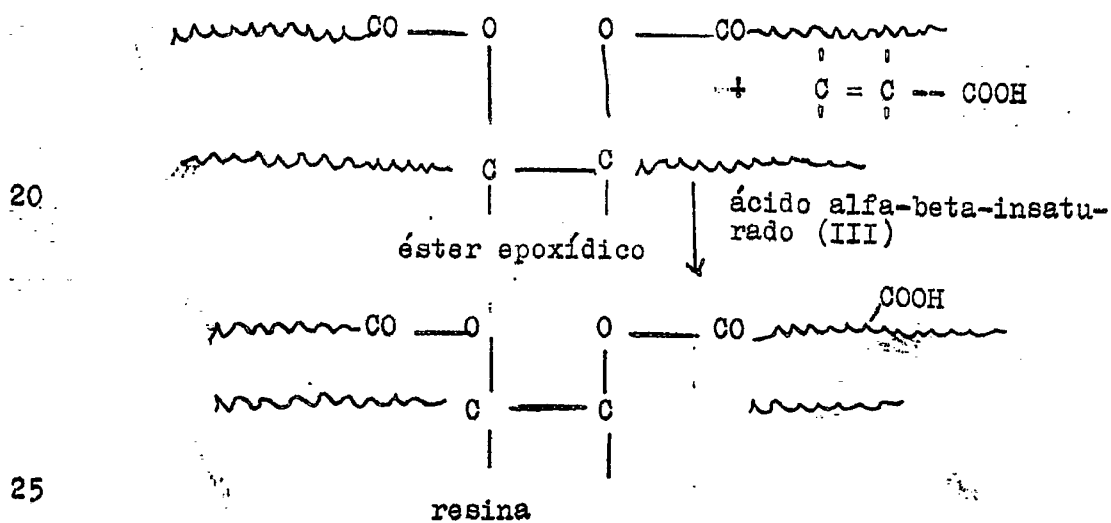 CO — O O — CO
+ C = C -- COOH
C — C
20
ácido alfa-beta-insatu-
rado (III)
éster epoxídico
COOH
CO — O O — CO
C — C
25
resina